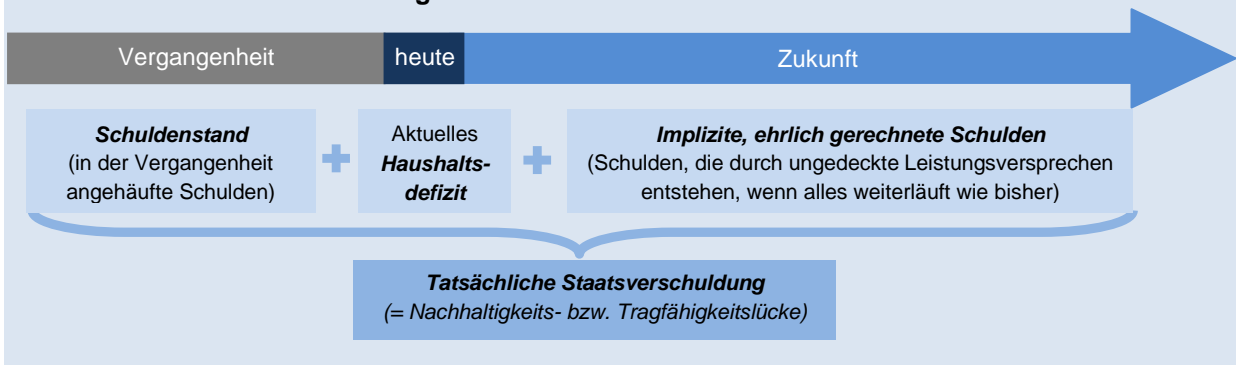 Vergangenheit heute Zukunft
Schuldenstand
(in der Vergangenheit
angehäufte Schulden)
Aktuelles
Haushalts-
defizit
Implizite, ehrlich gerechnete Schulden
(Schulden, die durch ungedeckte Leistungsversprechen
entstehen, wenn alles weiterläuft wie bisher)
Tatsächliche Staatsverschuldung
(= Nachhaltigkeits- bzw. Tragfähigkeitslücke)